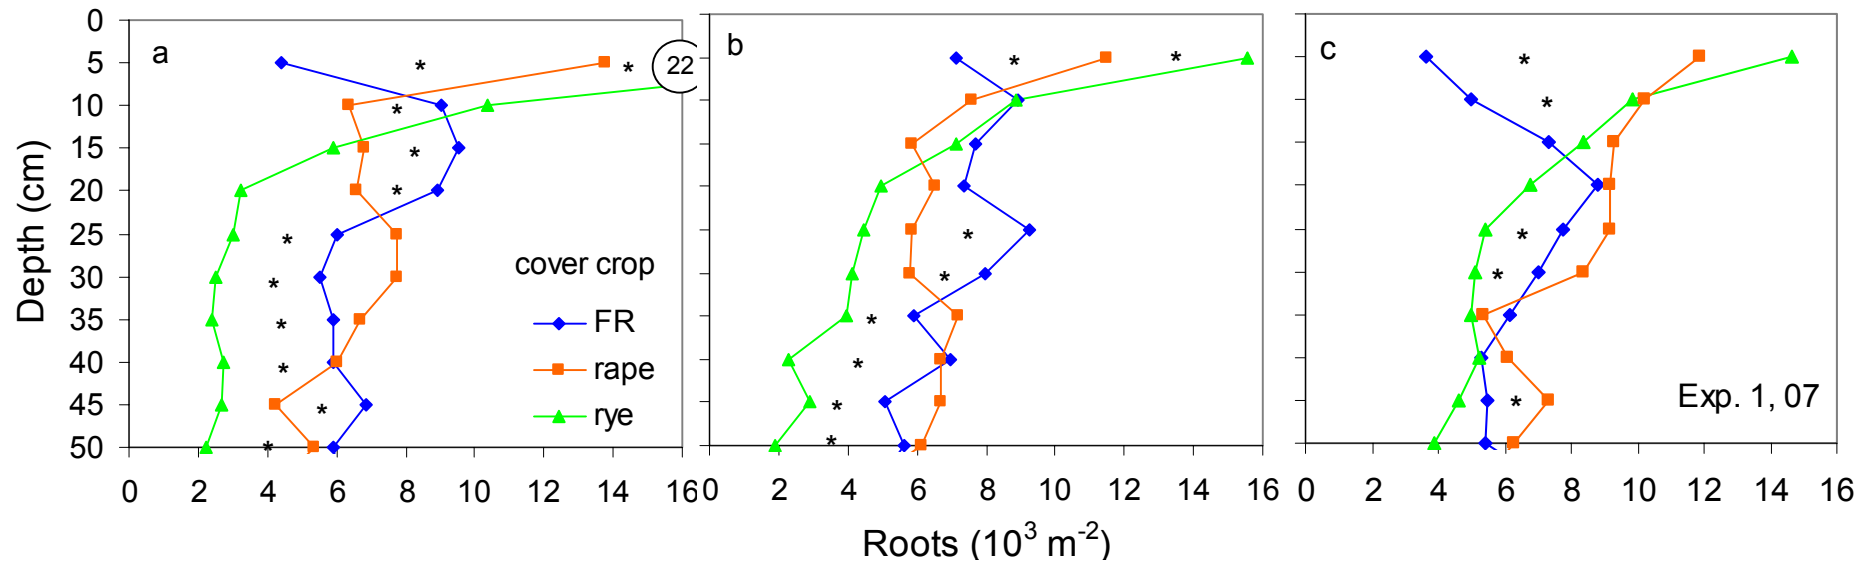 0
5
10
15
20
25
30
35
40
45
50
Depth (cm)
a
*
*
22
*
*
*
*
*
*
*
*
*
cover crop
FR
rape
rye
0 2 4 6 8 10 12 14 16
b
*
*
*
*
*
*
*
*
0 2 4 6 8 10 12 14 16
c
*
*
*
*
*
Exp. 1, 07
0 2 4 6 8 10 12 14 16
Roots (10³ m⁻²)